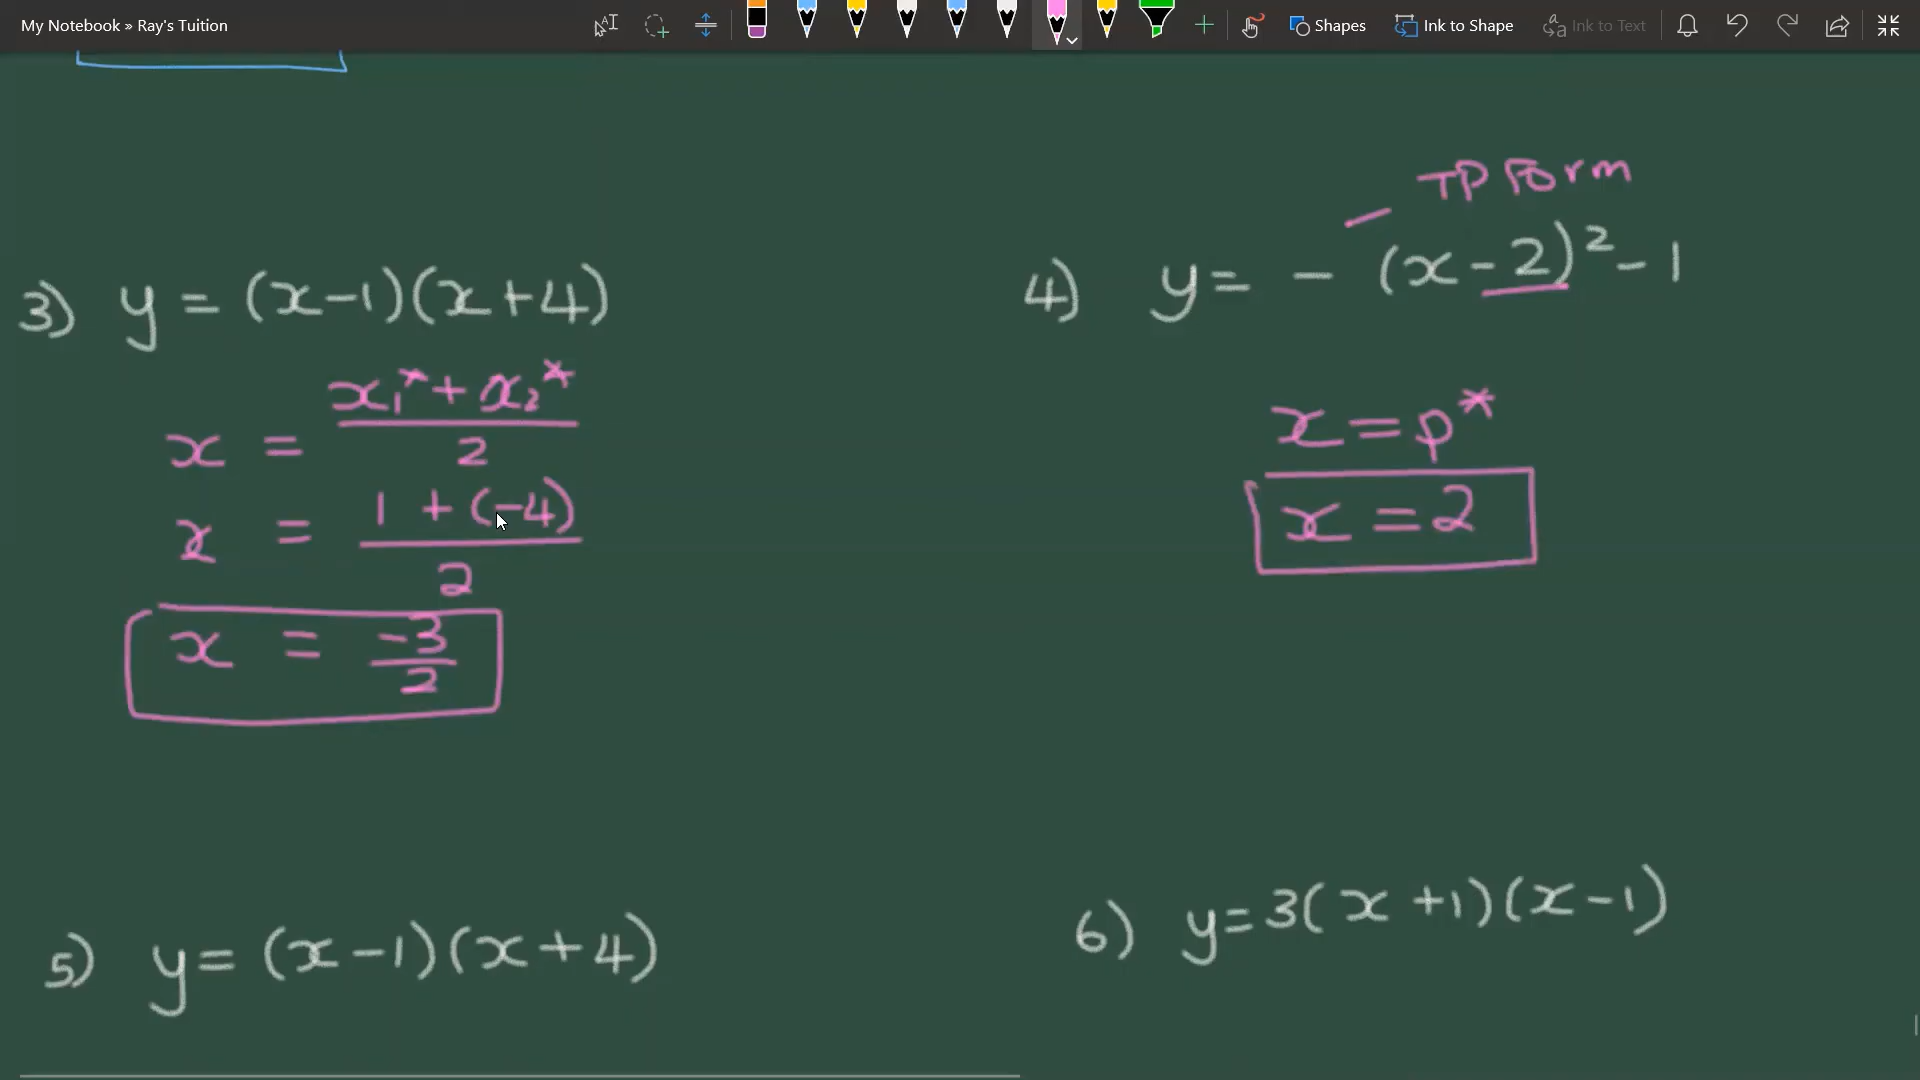 My Notebook » Ray's Tuition
Shapes
Ink to Shape
Ink to Text
3) y = (x-1)(x+4)
x = x₁* + x₂* / 2
x = 1 + (-4) / 2
x = -3/2
TP Form
4) y = - (x-2)² - 1
x = p*
x = 2
5) y = (x-1)(x+4)
6) y = 3(x+1)(x-1)